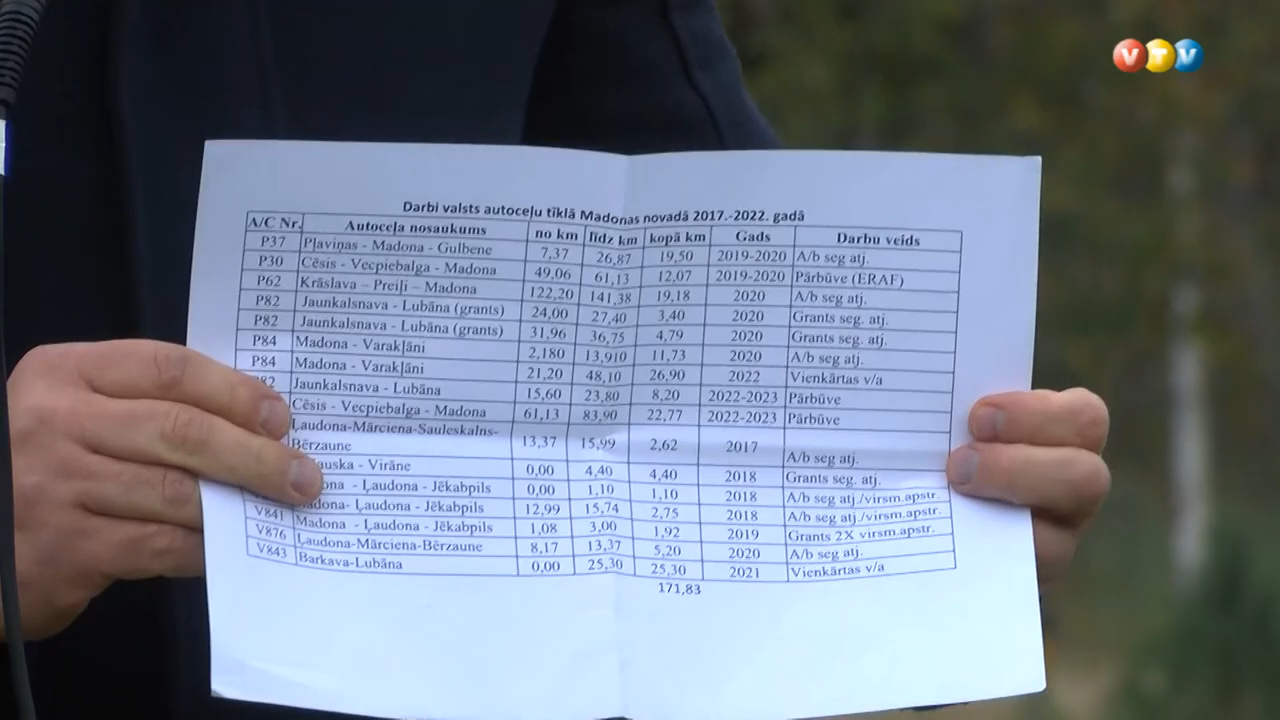 VTV
Darbi valsts autoceļu tīklā Madonas novadā 2017.-2022. gadā
A/C Nr. Autoceļa nosaukums no km līdz km kopā km Gads Darbu veids
P37 Pļaviņas - Madona - Gulbene 7,37 26,87 19,50 2019-2020 A/b seg atj.
P30 Cēsis - Vecpiebalga - Madona 49,06 61,13 12,07 2019-2020 Pārbūve (ERAF)
P62 Krāslava – Preiļi – Madona 122,20 141,38 19,18 2020 A/b seg atj.
P82 Jaunkalsnava - Lubāna (grants) 24,00 27,40 3,40 2020 Grants seg. atj.
P82 Jaunkalsnava - Lubāna (grants) 31,96 36,75 4,79 2020 Grants seg. atj.
P84 Madona - Varakļāni 2,180 13,910 11,73 2020 A/b seg atj.
P84 Madona - Varakļāni 21,20 48,10 26,90 2022 Vienkārtas v/a
82 Jaunkalsnava - Lubāna 15,60 23,80 8,20 2022-2023 Pārbūve
Cēsis - Vecpiebalga - Madona 61,13 83,90 22,77 2022-2023 Pārbūve
Ļaudona-Mārciena-Sauleskalns-
Bērzaune 13,37 15,99 2,62 2017 A/b seg atj.
auska - Virāne 0,00 4,40 4,40 2018 Grants seg. atj.
ona - Ļaudona - Jēkabpils 0,00 1,10 1,10 2018 A/b seg atj./virsm.apstr.
adona- Ļaudona - Jēkabpils 12,99 15,74 2,75 2018 A/b seg atj./virsm.apstr.
V841 Madona - Ļaudona - Jēkabpils 1,08 3,00 1,92 2019 Grants 2X virsm.apstr.
V876 Ļaudona-Mārciena-Bērzaune 8,17 13,37 5,20 2020 A/b seg atj.
V843 Barkava-Lubāna 0,00 25,30 25,30 2021 Vienkārtas v/a
171,83